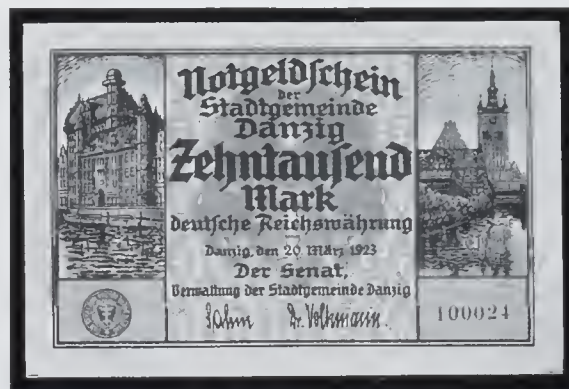 Notgeldschein
der
Stadtgemeinde
Danzig
Zehntausend
Mark
deutsche Reichswährung
Danzig, den 20. März 1923
Der Senat,
Verwaltung der Stadtgemeinde Danzig
Sahm Dr. Volkmann.
100024